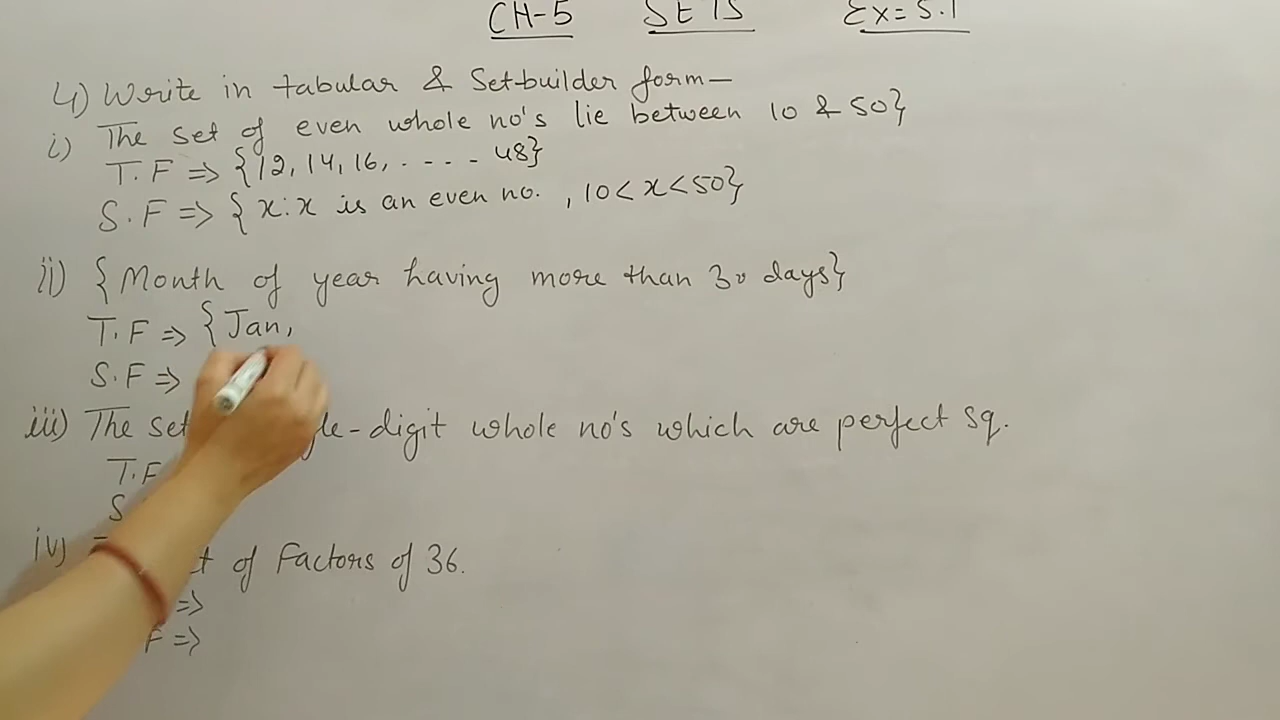 CH-5 SETS Ex=5.1
4) Write in tabular & Set-builder form—
i) The set of even whole no's lie between 10 & 50}
T.F => {12, 14, 16, . - - - 48}
S.F => {x:x is an even no. , 10<x<50}
ii) {Month of year having more than 30 days}
T.F => {Jan,
S.F =>
iii) The set -digit whole no's which are perfect sq.
T.F
S
iv) of Factors of 36.
=>
F =>